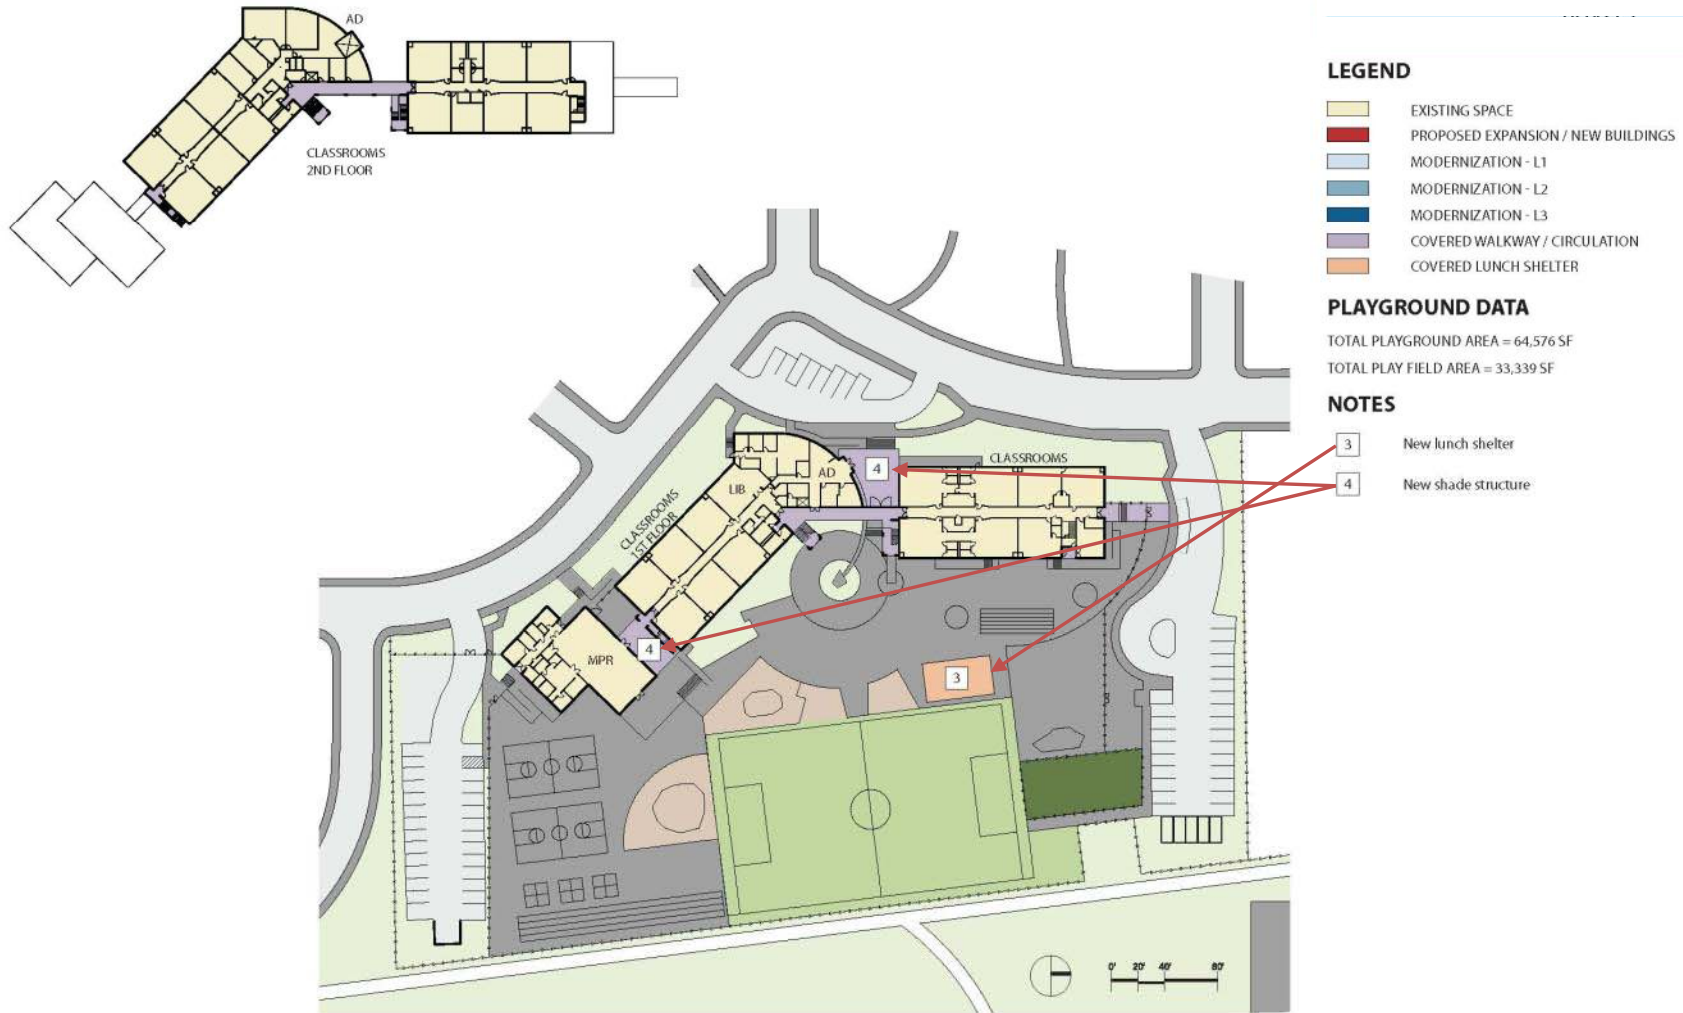 AD
CLASSROOMS
2ND FLOOR
LEGEND
EXISTING SPACE
PROPOSED EXPANSION / NEW BUILDINGS
MODERNIZATION - L1
MODERNIZATION - L2
MODERNIZATION - L3
COVERED WALKWAY / CIRCULATION
COVERED LUNCH SHELTER
PLAYGROUND DATA
TOTAL PLAYGROUND AREA = 64,576 SF
TOTAL PLAY FIELD AREA = 33,339 SF
NOTES
3 New lunch shelter
4 New shade structure
CLASSROOMS
4
AD
LIB
CLASSROOMS
1ST FLOOR
MPR
4
3
0' 20' 40' 80'